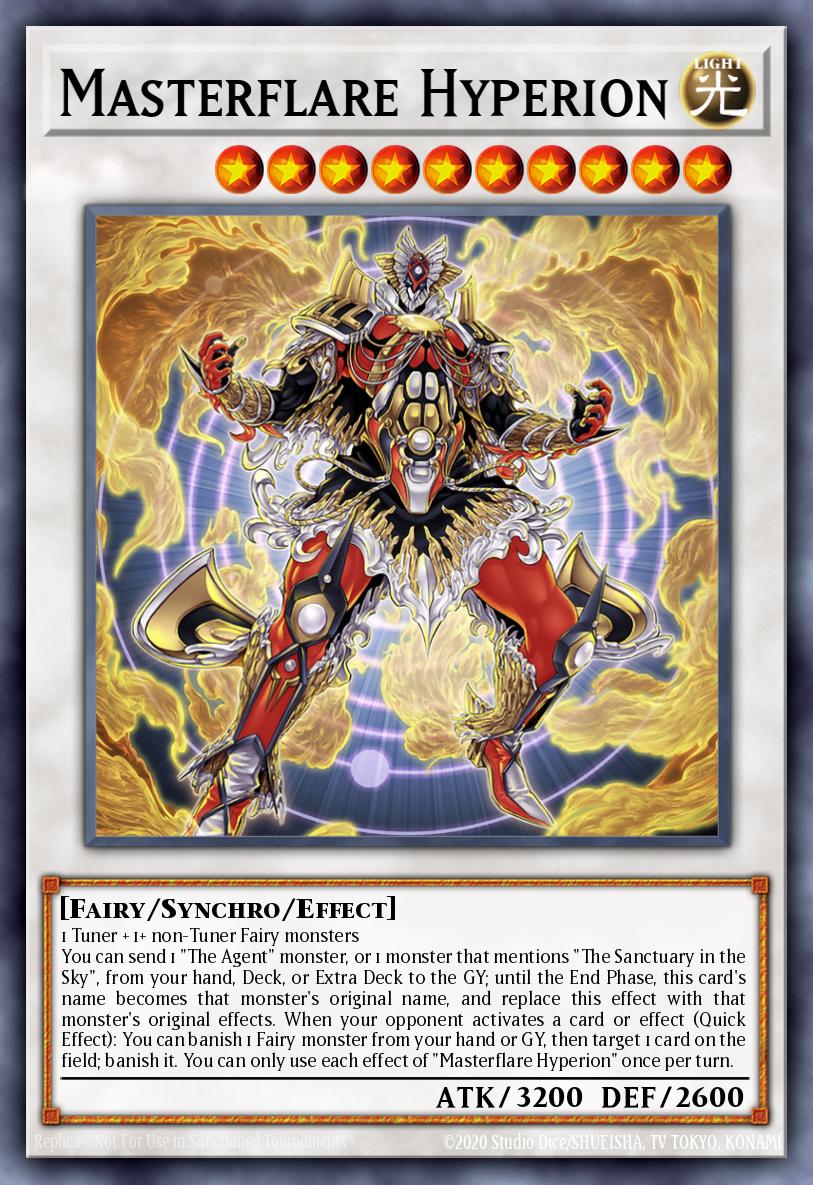 MASTERFLARE HYPERION
LIGHT
光
[FAIRY/SYNCHRO/EFFECT]
1 Tuner + 1+ non-Tuner Fairy monsters
You can send 1 "The Agent" monster, or 1 monster that mentions "The Sanctuary in the
Sky", from your hand, Deck, or Extra Deck to the GY; until the End Phase, this card's
name becomes that monster's original name, and replace this effect with that
monster's original effects. When your opponent activates a card or effect (Quick
Effect): You can banish 1 Fairy monster from your hand or GY, then target 1 card on the
field; banish it. You can only use each effect of "Masterflare Hyperion" once per turn.
ATK/3200 DEF/2600
Replica - Not For Use in Sanctioned Tournaments
©2020 Studio Dice/SHUEISHA, TV TOKYO, KONAMI